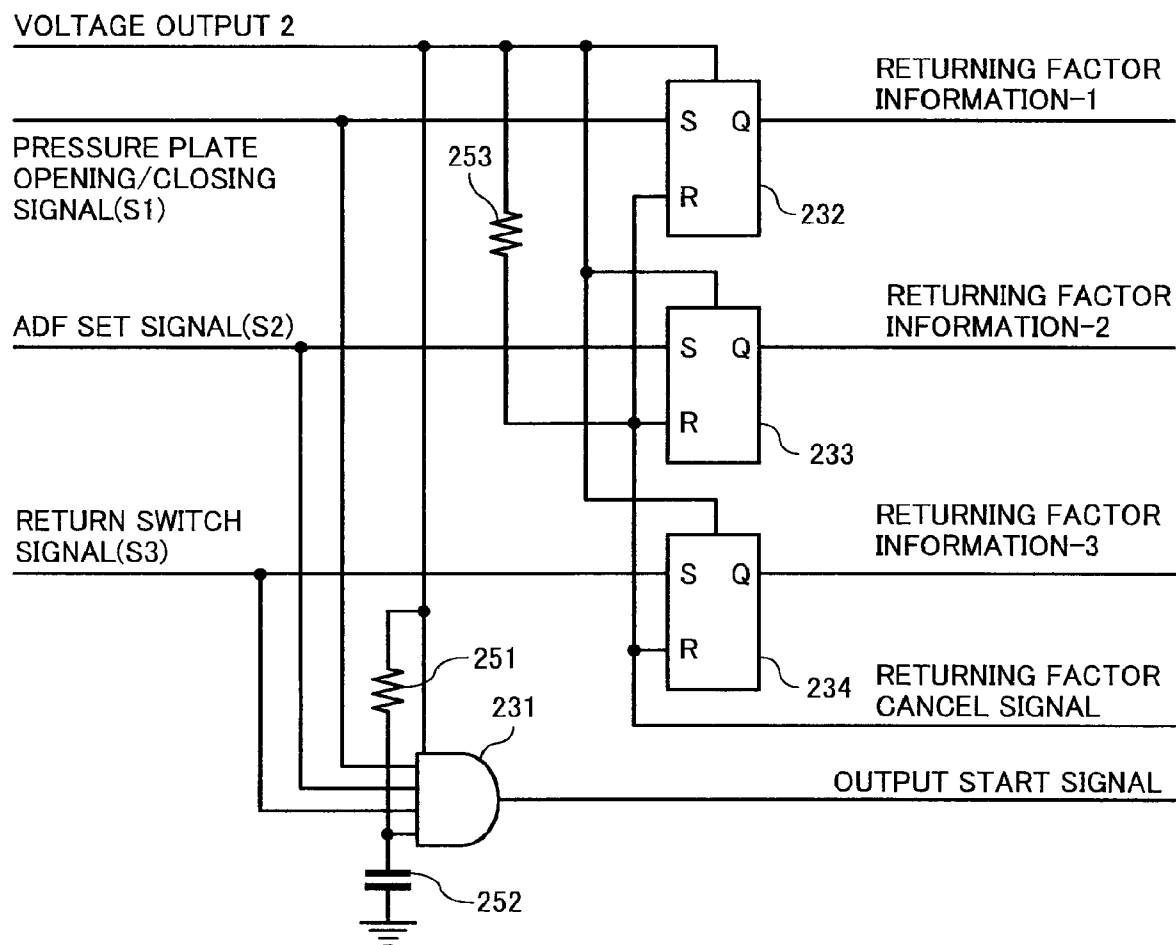 VOLTAGE OUTPUT 2
RETURNING FACTOR
INFORMATION-1
S Q
R
232
PRESSURE PLATE
OPENING/CLOSING
SIGNAL(S1)
253
ADF SET SIGNAL(S2)
RETURNING FACTOR
INFORMATION-2
S Q
R
233
RETURN SWITCH
SIGNAL(S3)
RETURNING FACTOR
INFORMATION-3
S Q
R
234
251
231
RETURNING FACTOR
CANCEL SIGNAL
OUTPUT START SIGNAL
252